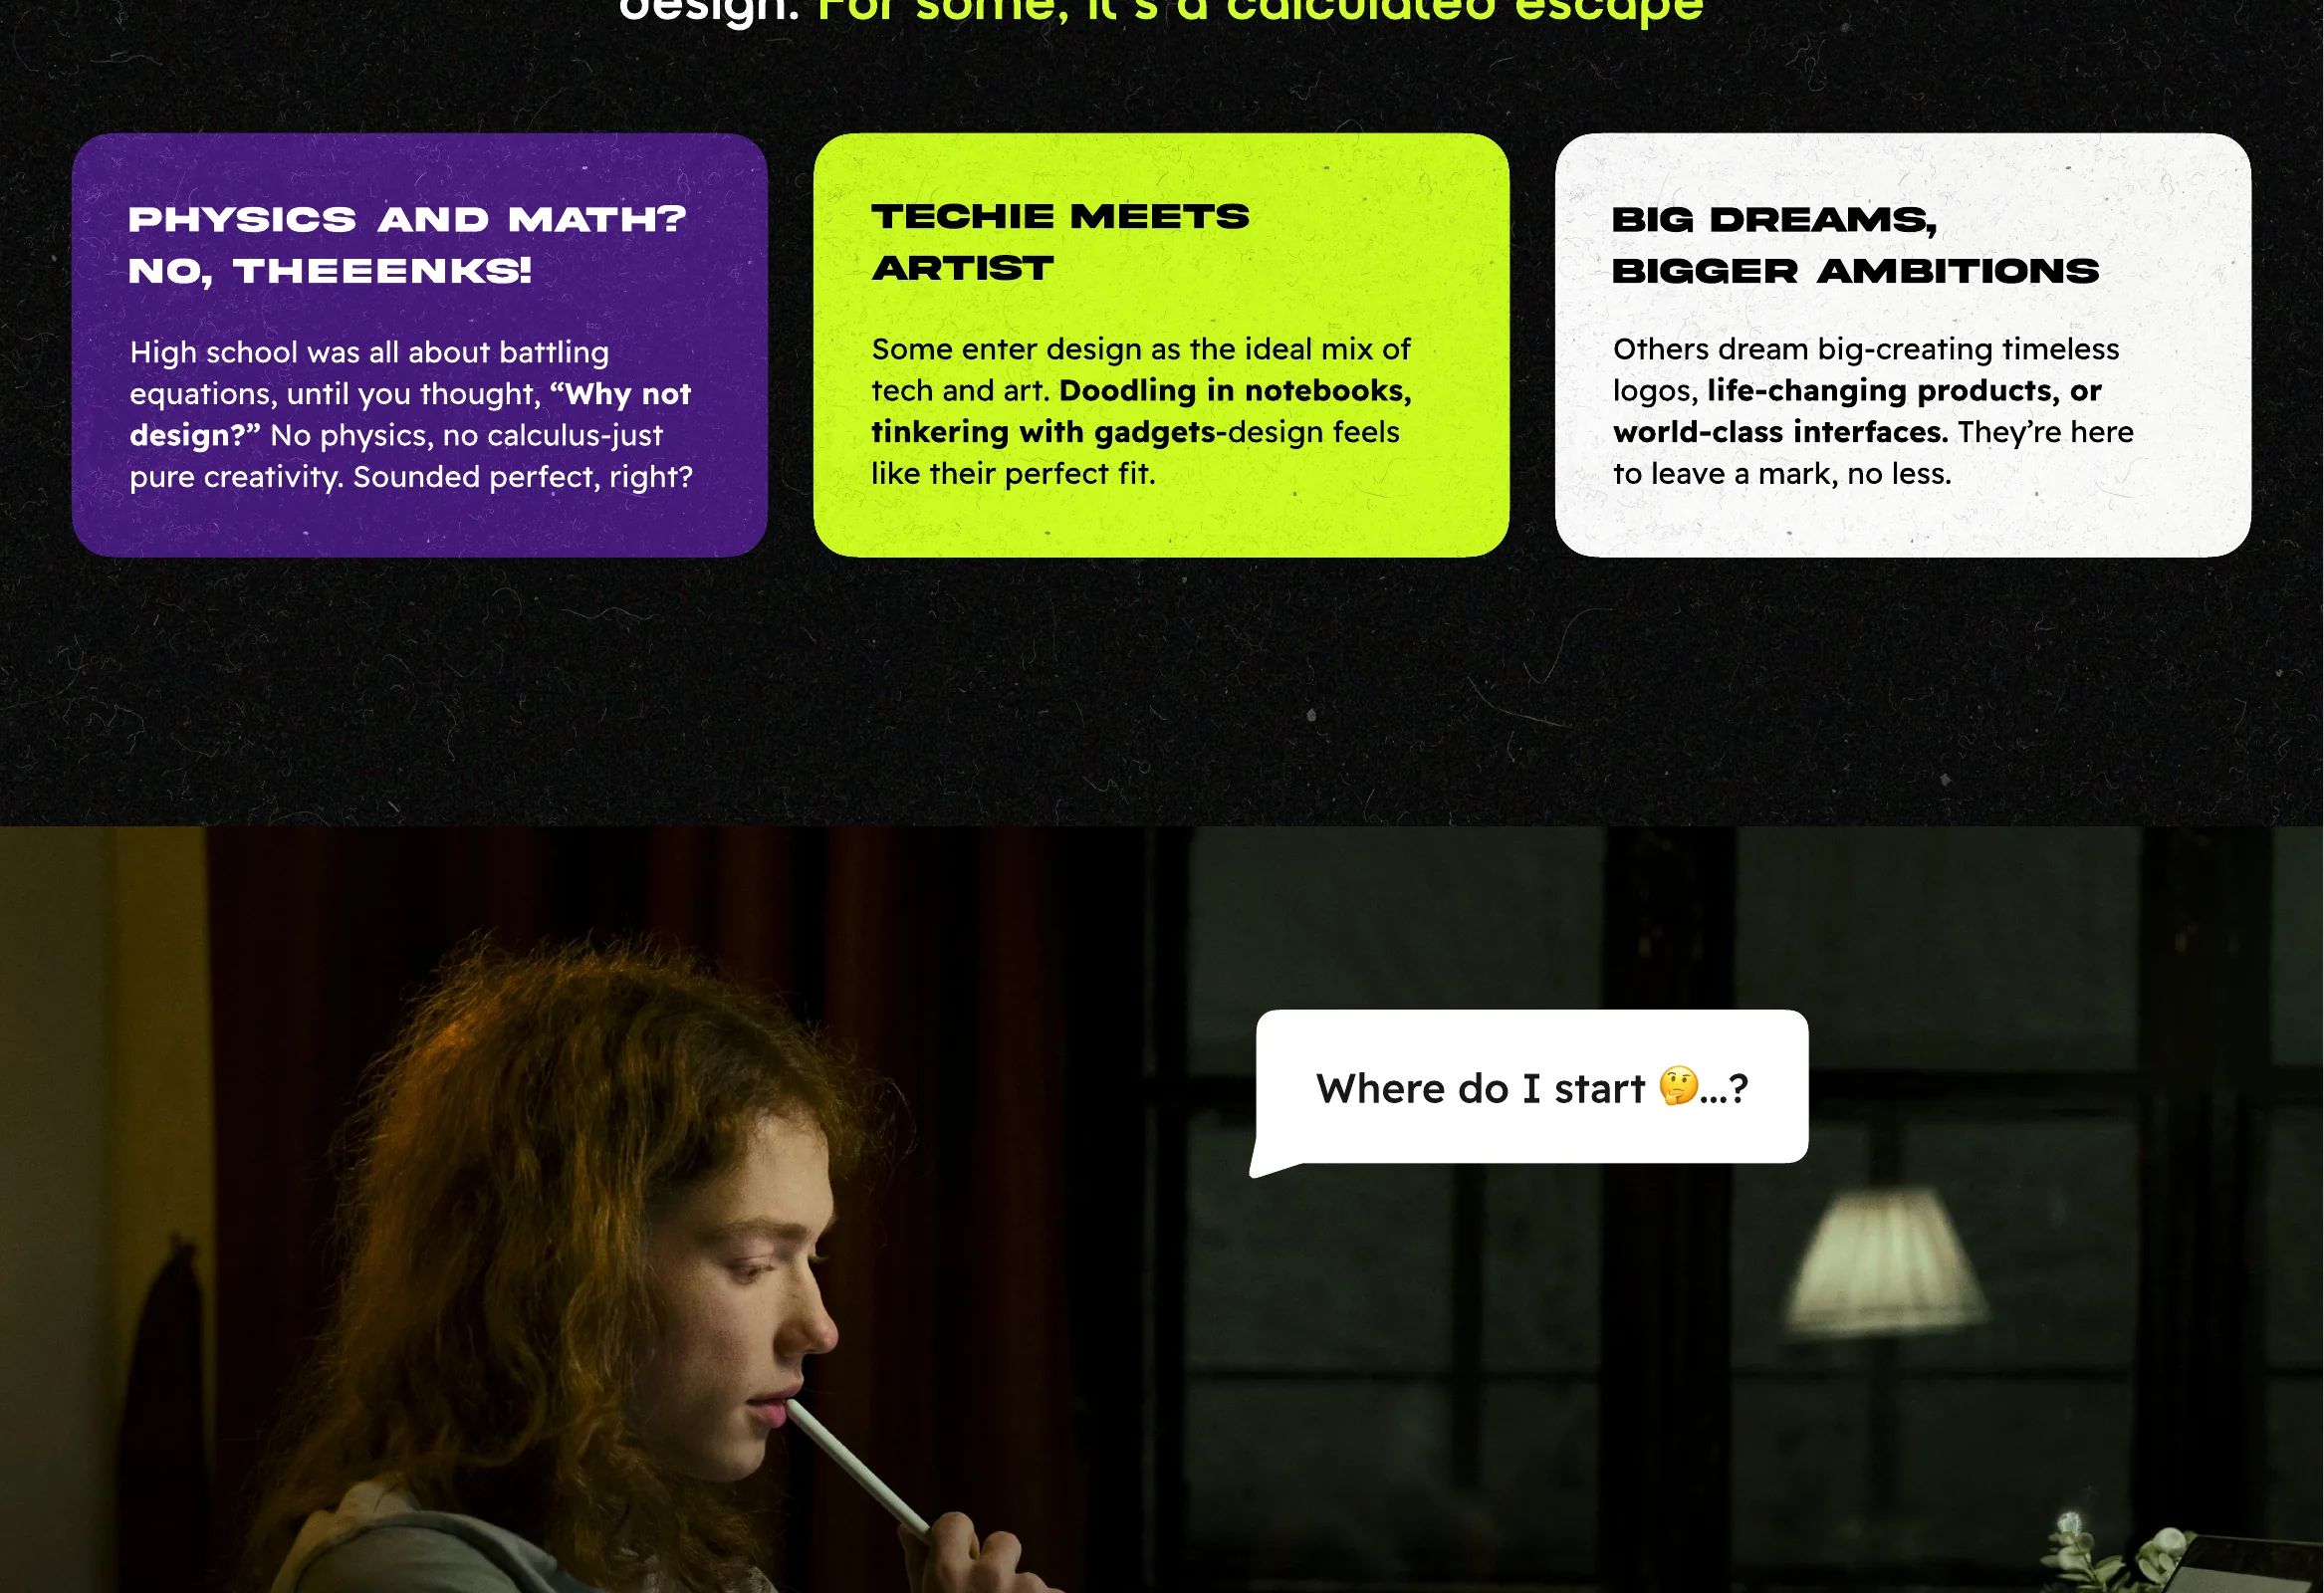 design. For some, it's a calculated escape
PHYSICS AND MATH?
NO, THEEENKS!
High school was all about battling
equations, until you thought, “Why not
design?” No physics, no calculus-just
pure creativity. Sounded perfect, right?
TECHIE MEETS
ARTIST
Some enter design as the ideal mix of
tech and art. Doodling in notebooks,
tinkering with gadgets-design feels
like their perfect fit.
BIG DREAMS,
BIGGER AMBITIONS
Others dream big-creating timeless
logos, life-changing products, or
world-class interfaces. They’re here
to leave a mark, no less.
Where do I start 🤔...?